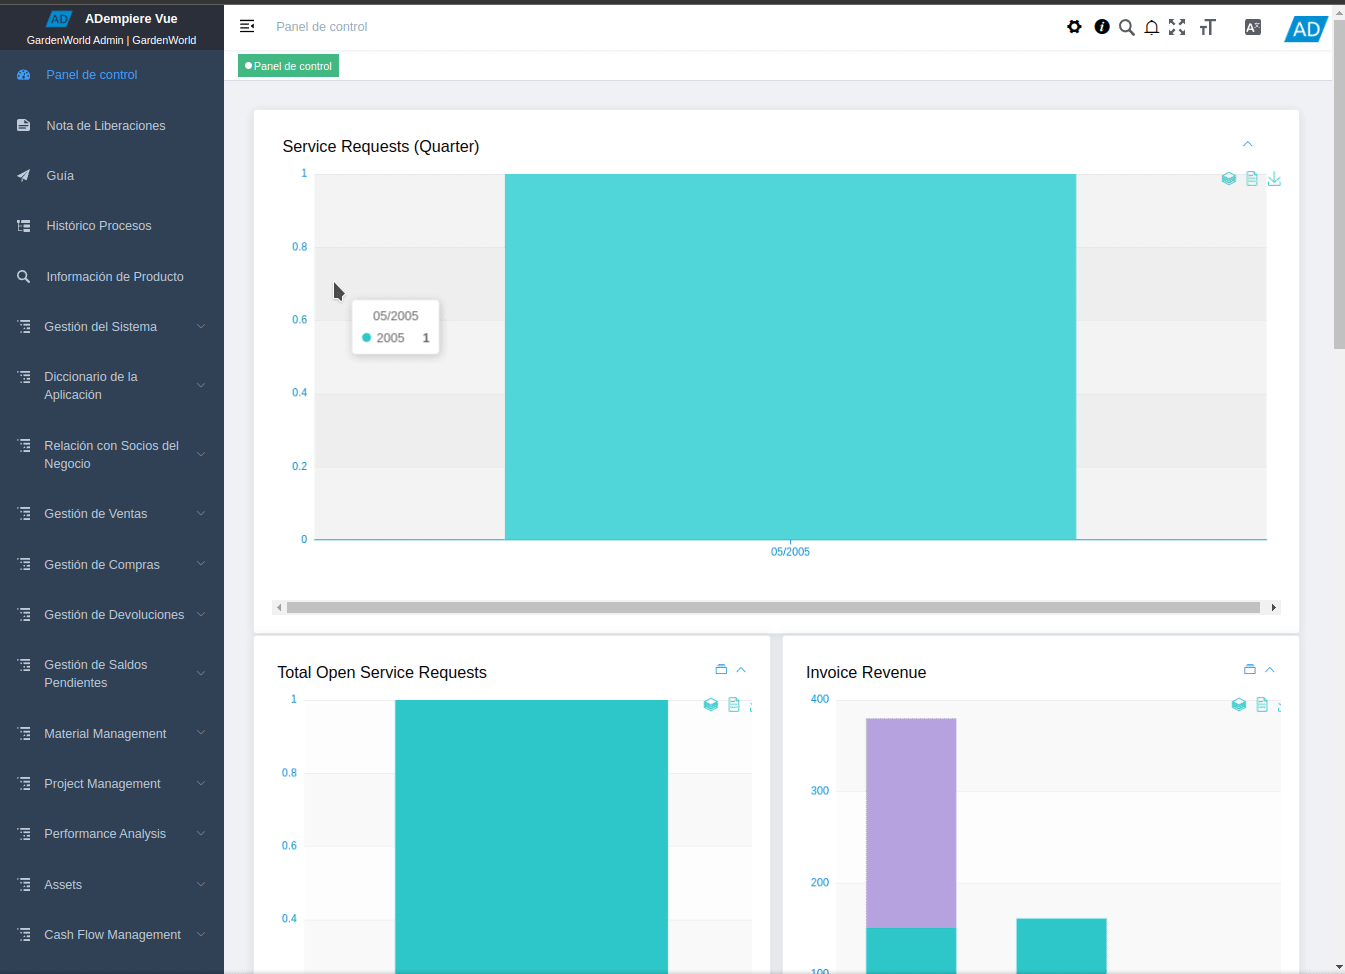 AD ADempiere Vue
GardenWorld Admin | GardenWorld
Panel de control
Nota de Liberaciones
Guía
Histórico Procesos
Información de Producto
Gestión del Sistema
Diccionario de la
Aplicación
Relación con Socios del
Negocio
Gestión de Ventas
Gestión de Compras
Gestión de Devoluciones
Gestión de Saldos
Pendientes
Material Management
Project Management
Performance Analysis
Assets
Cash Flow Management
Panel de control
AD
Panel de control
Service Requests (Quarter)
1
0.8
0.6
0.4
0.2
0
05/2005
2005 1
05/2005
Total Open Service Requests
1
0.8
0.6
0.4
Invoice Revenue
400
300
200
100